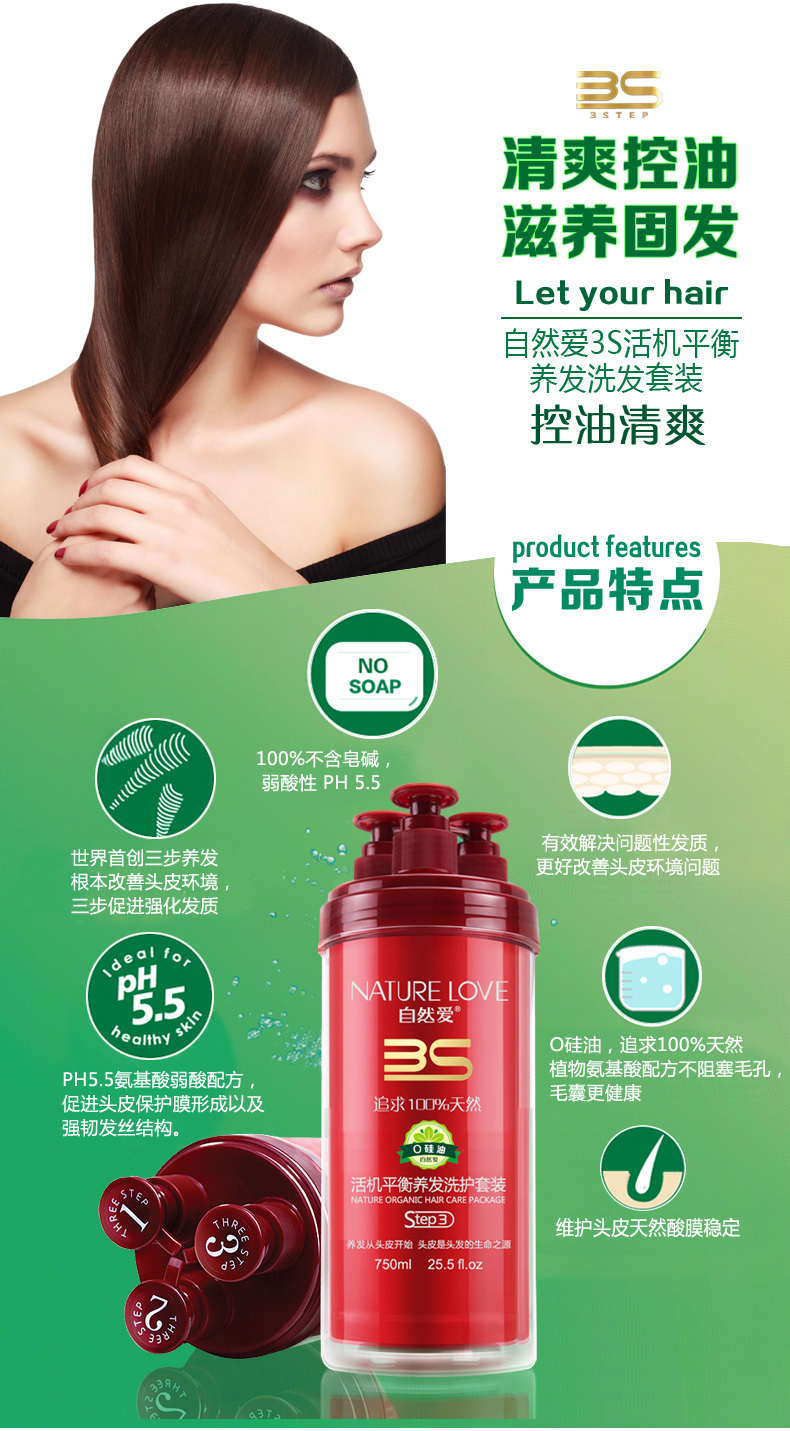 3S
3STEP
清爽控油
滋养固发
Let your hair
自然爱3S活机平衡
养发洗发套装
控油清爽
product features
产品特点
NO
SOAP
100%不含皂碱，
弱酸性 PH 5.5
世界首创三步养发
根本改善头皮环境，
三步促进强化发质
有效解决问题性发质，
更好改善头皮环境问题
Ideal for
pH
5.5
healthy skin
PH5.5氨基酸弱酸配方，
促进头皮保护膜形成以及
强韧发丝结构。
O硅油，追求100%天然
植物氨基酸配方不阻塞毛孔，
毛囊更健康
维护头皮天然酸膜稳定
NATURE LOVE
自然爱®
3S
追求100%天然
O硅油
自然爱
活机平衡养发洗护套装
NATURE ORGANIC HAIR CARE PACKAGE
Step 3
养发从头皮开始 头皮是头发的生命之源
750ml 25.5 fl.oz
THREE STEP
1
THREE STEP
3
THREE STEP
2